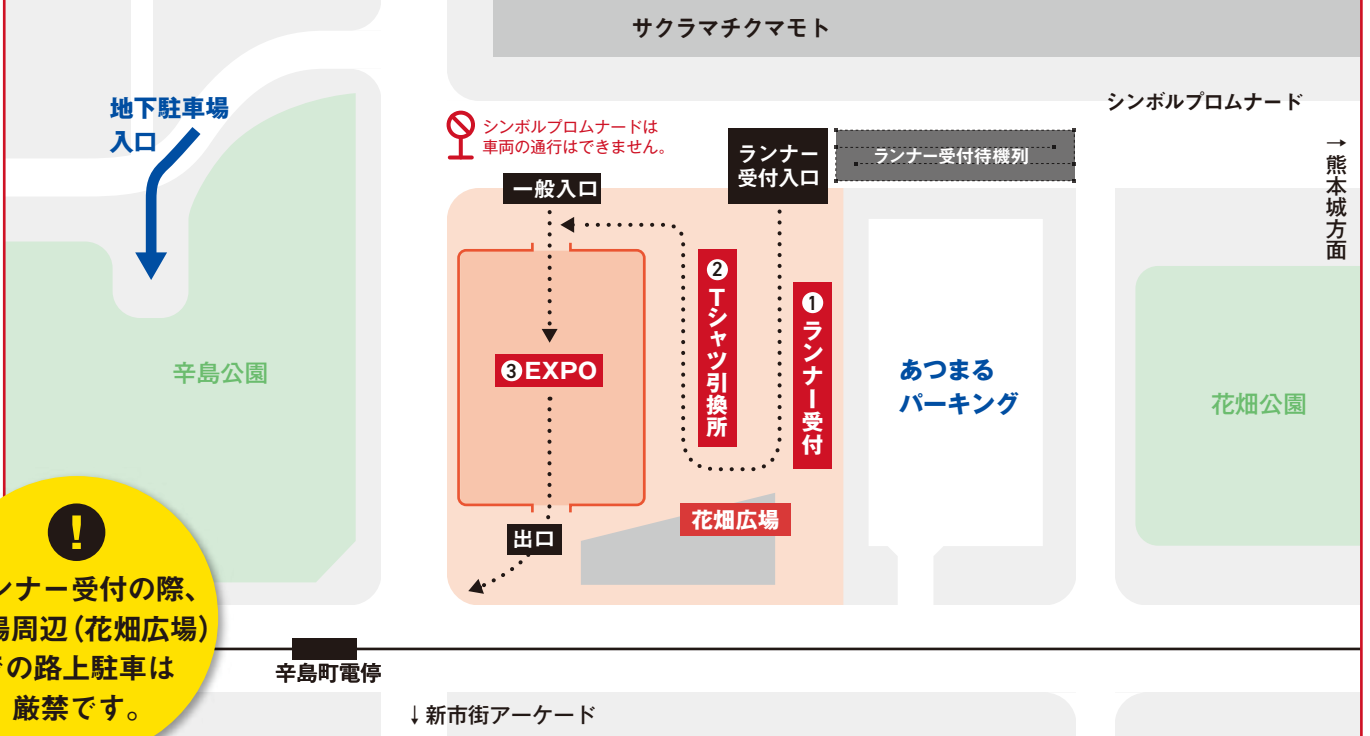 サクラマチクマモト
シンボルプロムナード
→熊本城方面
地下駐車場
入口
シンボルプロムナードは
車両の通行はできません。
ランナー
受付入口
ランナー受付待機列
一般入口
❶ランナー受付
❷Tシャツ引換所
❸EXPO
あつまる
パーキング
辛島公園
花畑公園
花畑広場
出口
!
ンナー受付の際、
場周辺(花畑広場)
の路上駐車は
厳禁です。
辛島町電停
↓新市街アーケード